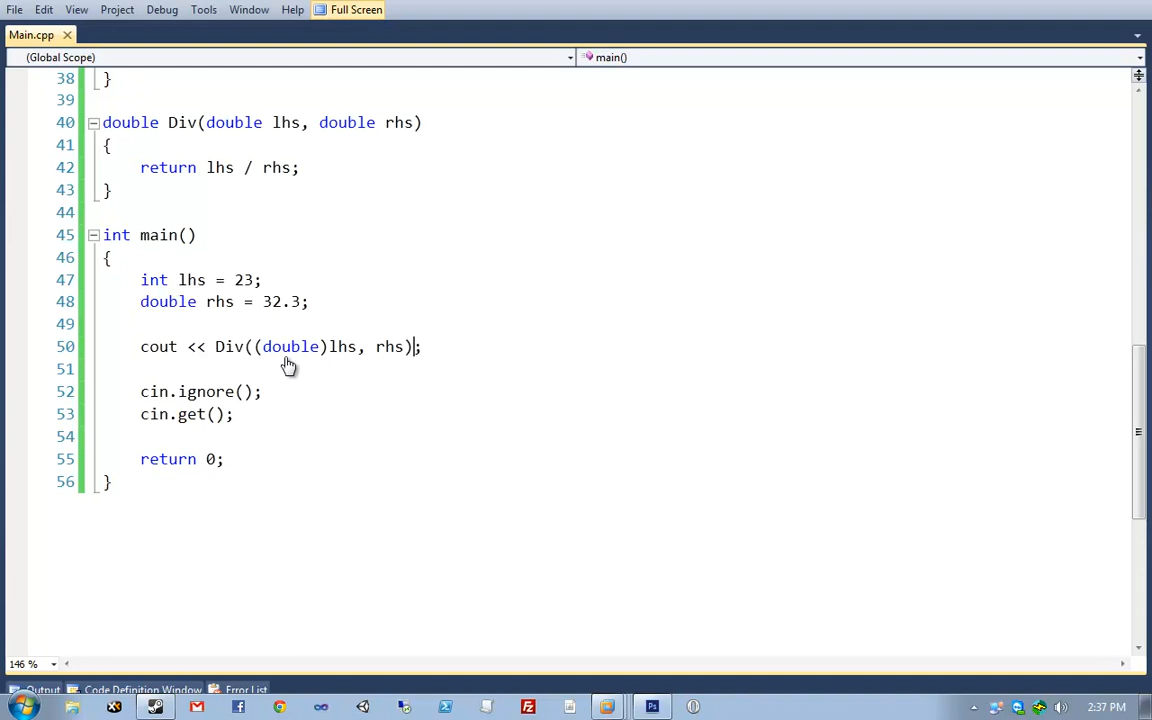 File Edit View Project Debug Tools Window Help Full Screen
Main.cpp
(Global Scope) main()
38 }
39
40 double Div(double lhs, double rhs)
41 {
42 return lhs / rhs;
43 }
44
45 int main()
46 {
47 int lhs = 23;
48 double rhs = 32.3;
49
50 cout << Div((double)lhs, rhs);
51
52 cin.ignore();
53 cin.get();
54
55 return 0;
56 }
146 %
Output Code Definition Window Error List
2:37 PM